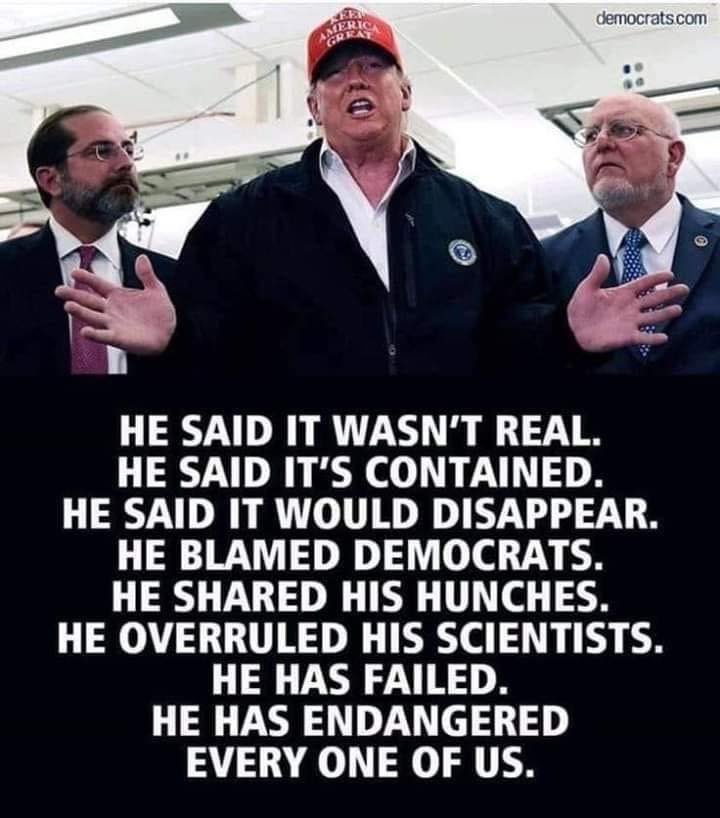 democrats.com
KEEP
AMERICA
GREAT
HE SAID IT WASN'T REAL.
HE SAID IT'S CONTAINED.
HE SAID IT WOULD DISAPPEAR.
HE BLAMED DEMOCRATS.
HE SHARED HIS HUNCHES.
HE OVERRULED HIS SCIENTISTS.
HE HAS FAILED.
HE HAS ENDANGERED
EVERY ONE OF US.